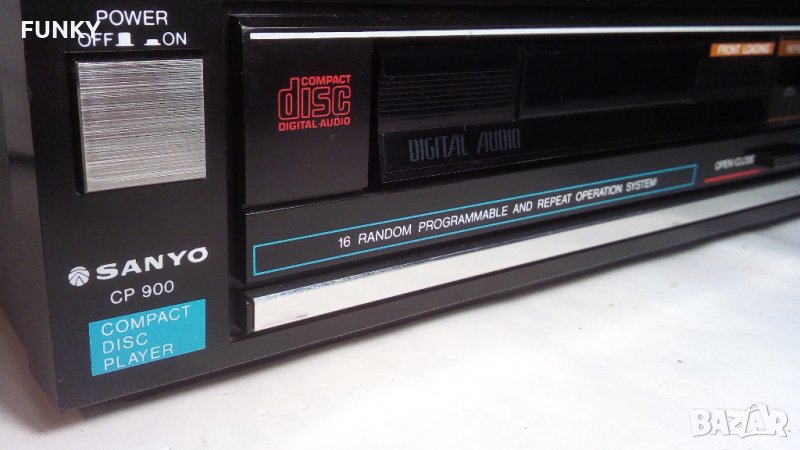 FUNKY
POWER
OFF ON
COMPACT
disc
DIGITAL AUDIO
FRONT LOADING
DIGITAL AUDIO
OPEN/CLOSE
16 RANDOM PROGRAMMABLE AND REPEAT OPERATION SYSTEM
SANYO
CP 900
COMPACT
DISC
PLAYER
BAZAR